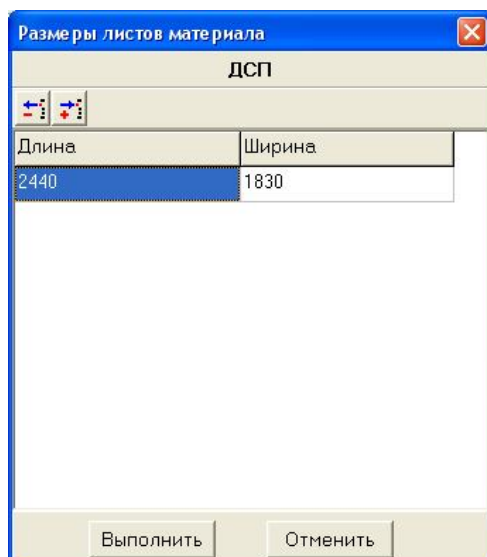 Размеры листов материала
ДСП
Длина Ширина
2440 1830
Выполнить Отменить